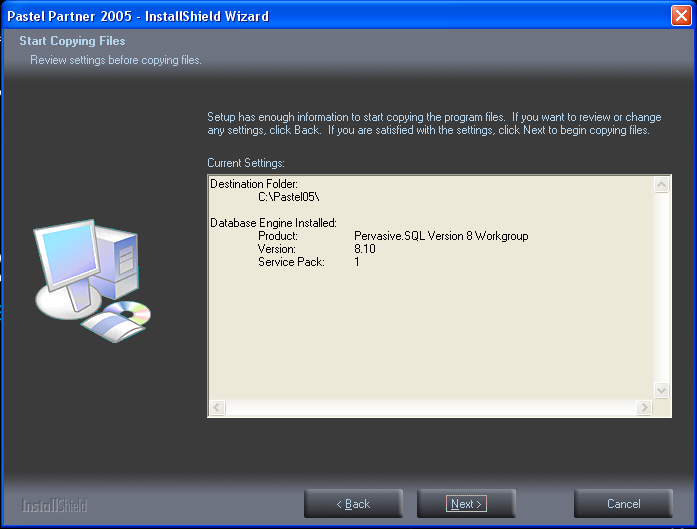 Pastel Partner 2005 - InstallShield Wizard
Start Copying Files
Review settings before copying files.
Setup has enough information to start copying the program files. If you want to review or change
any settings, click Back. If you are satisfied with the settings, click Next to begin copying files.
Current Settings:
Destination Folder:
C:\Pastel05\
Database Engine Installed:
Product: Pervasive.SQL Version 8 Workgroup
Version: 8.10
Service Pack: 1
InstallShield
< Back
Next >
Cancel